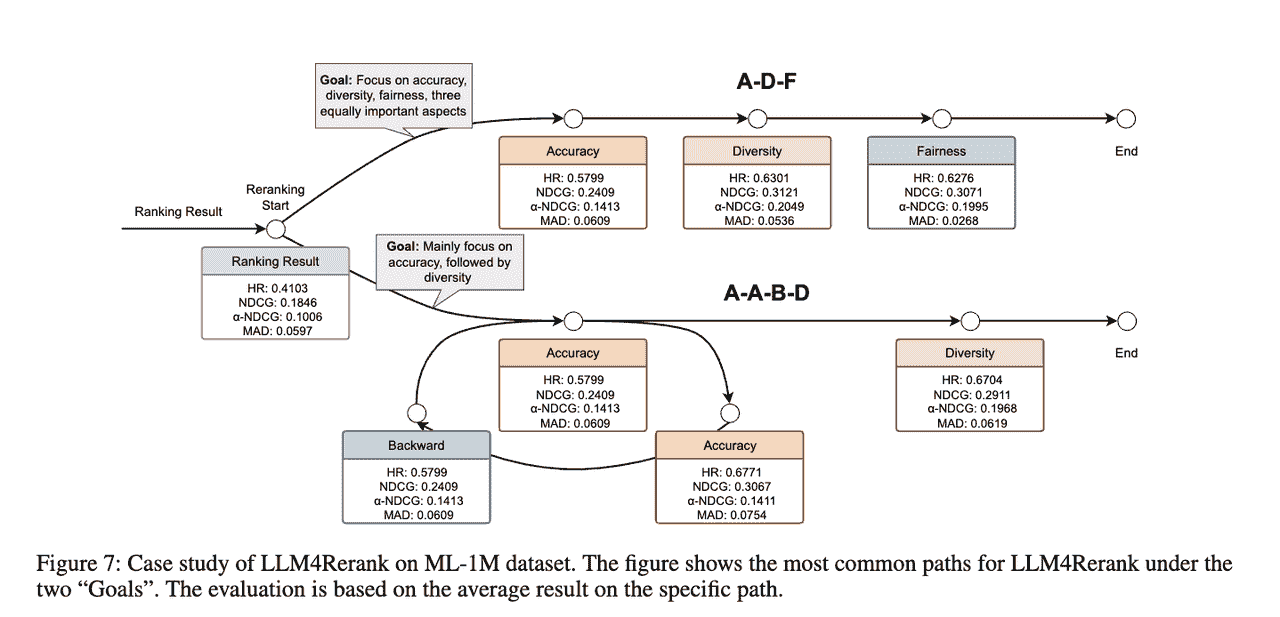 A-D-F
Goal: Focus on accuracy,
diversity, fairness, three
equally important aspects
Accuracy
HR: 0.5799
NDCG: 0.2409
α-NDCG: 0.1413
MAD: 0.0609
Diversity
HR: 0.6301
NDCG: 0.3121
α-NDCG: 0.2049
MAD: 0.0536
Fairness
HR: 0.6276
NDCG: 0.3071
α-NDCG: 0.1995
MAD: 0.0268
End
Reranking
Start
Ranking Result
Ranking Result
HR: 0.4103
NDCG: 0.1846
α-NDCG: 0.1006
MAD: 0.0597
Goal: Mainly focus on
accuracy, followed by
diversity
A-A-B-D
Accuracy
HR: 0.5799
NDCG: 0.2409
α-NDCG: 0.1413
MAD: 0.0609
Diversity
HR: 0.6704
NDCG: 0.2911
α-NDCG: 0.1968
MAD: 0.0619
End
Backward
HR: 0.5799
NDCG: 0.2409
α-NDCG: 0.1413
MAD: 0.0609
Accuracy
HR: 0.6771
NDCG: 0.3067
α-NDCG: 0.1411
MAD: 0.0754
Figure 7: Case study of LLM4Rerank on ML-1M dataset. The figure shows the most common paths for LLM4Rerank under the
two “Goals”. The evaluation is based on the average result on the specific path.